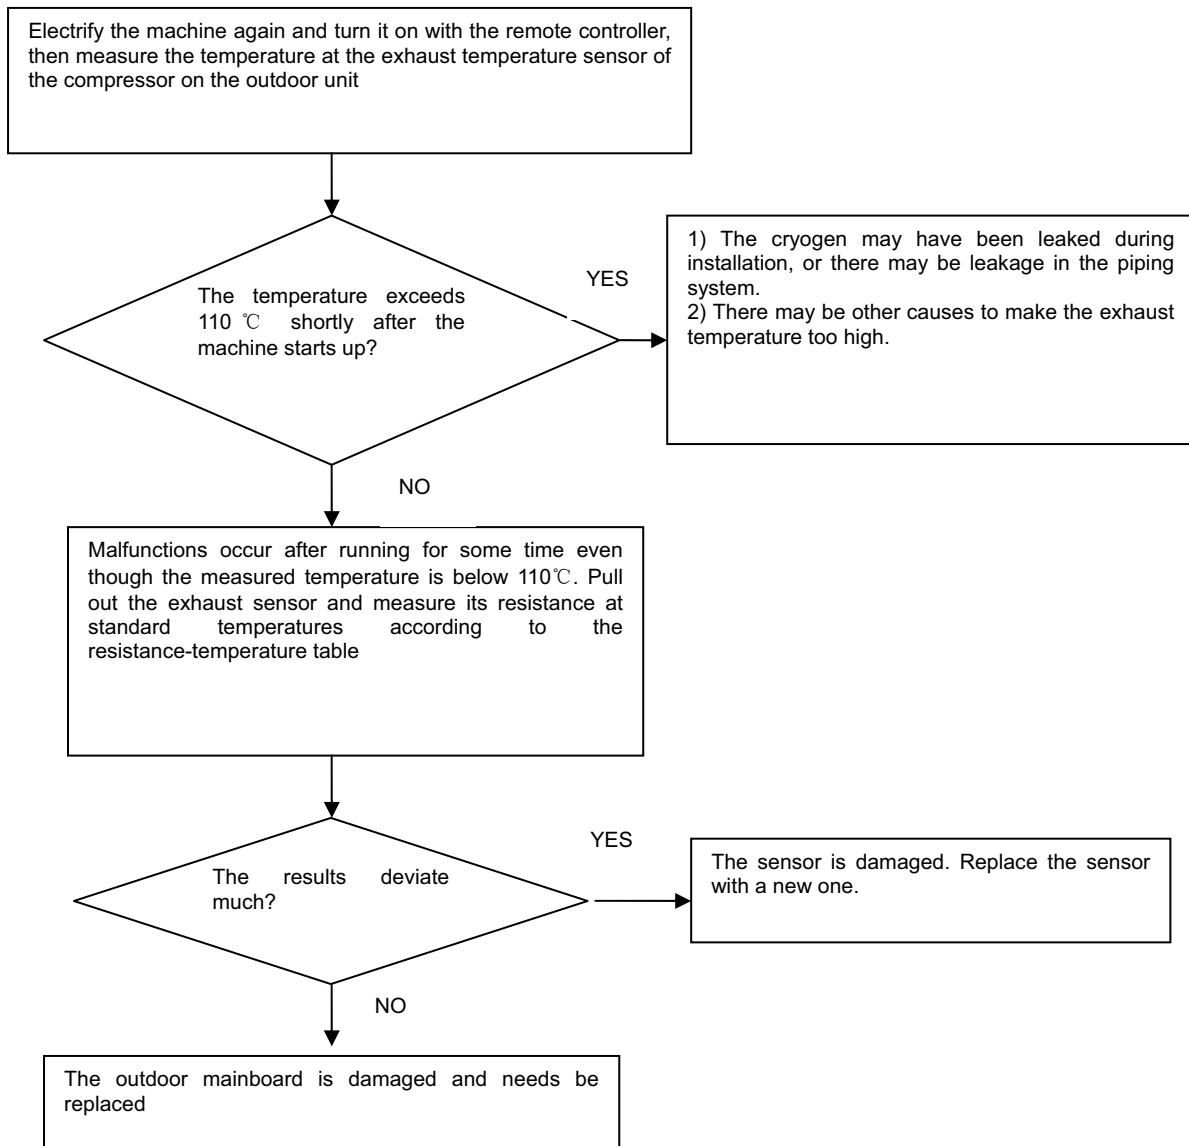 Electrify the machine again and turn it on with the remote controller,
then measure the temperature at the exhaust temperature sensor of
the compressor on the outdoor unit
The temperature exceeds
110 ℃ shortly after the
machine starts up?
YES
1) The cryogen may have been leaked during
installation, or there may be leakage in the piping
system.
2) There may be other causes to make the exhaust
temperature too high.
NO
Malfunctions occur after running for some time even
though the measured temperature is below 110℃. Pull
out the exhaust sensor and measure its resistance at
standard temperatures according to the
resistance-temperature table
The results deviate
much?
YES
The sensor is damaged. Replace the sensor
with a new one.
NO
The outdoor mainboard is damaged and needs be
replaced